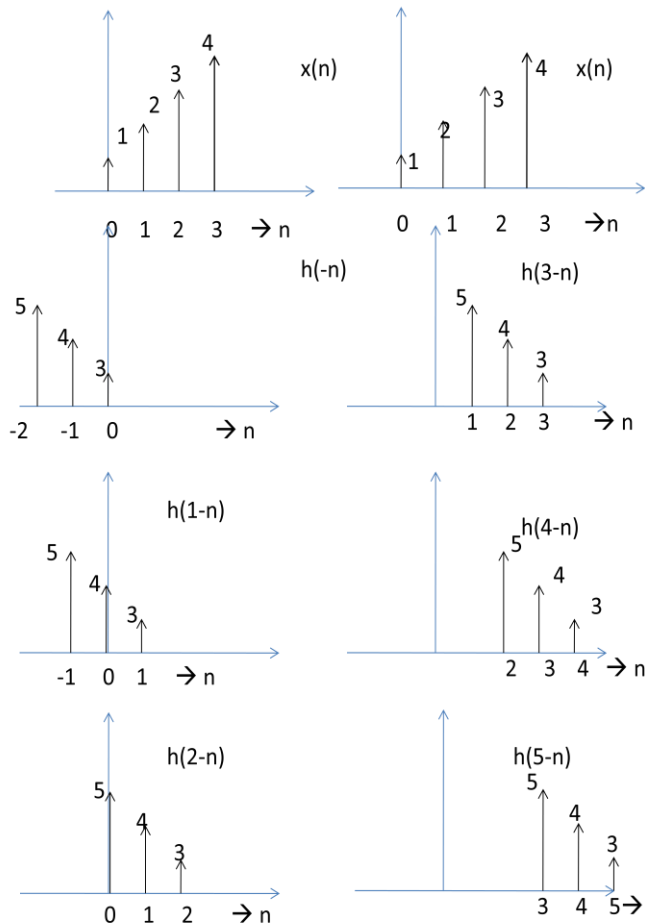 4
3
2
1
x(n)
0 1 2 3 → n
4
3
2
1
x(n)
0 1 2 3 → n
h(-n)
5
4
3
-2 -1 0 → n
h(3-n)
5
4
3
1 2 3 → n
h(1-n)
5
4
3
-1 0 1 → n
h(4-n)
5
4
3
2 3 4 → n
h(2-n)
5
4
3
0 1 2 → n
h(5-n)
5
4
3
3 4 5→